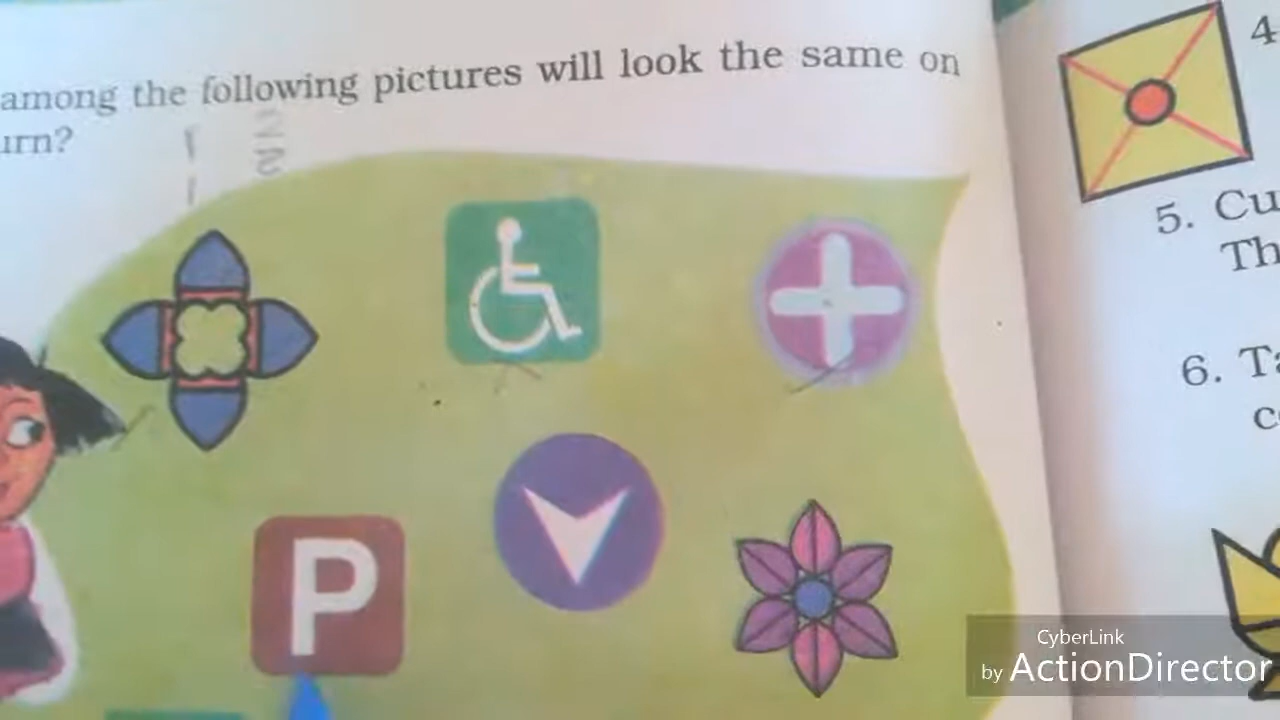 among the following pictures will look the same on
urn?
P
4
5. Cu
Th
6. Ta
co
CyberLink
by ActionDirector